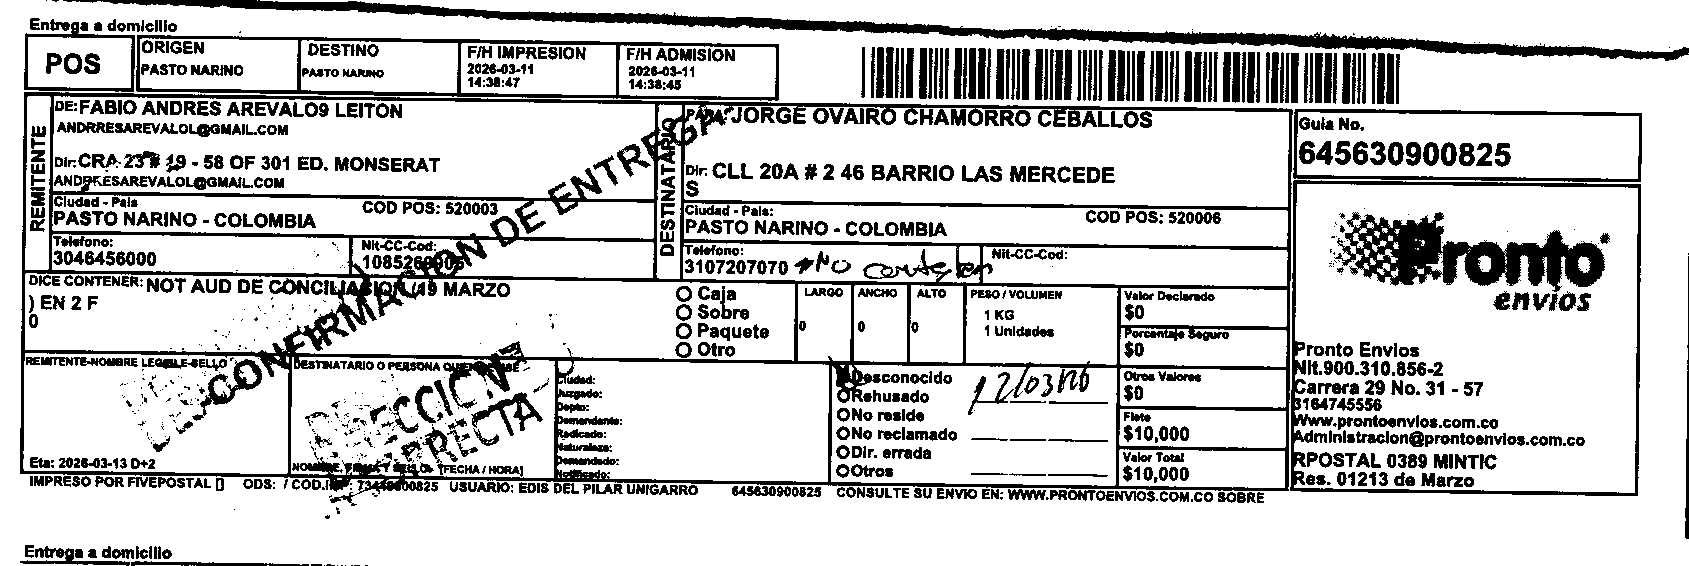 Entrega a domicilio
POS
ORIGEN
PASTO NARINO
DESTINO
PASTO NARINO
F/H IMPRESION
2026-03-11
14:38:47
F/H ADMISIÓN
2026-03-11
14:38:45
REMITENTE
DE: FABIO ANDRES AREVALO9 LEITON
ANDRRESAREVALOL@GMAIL.COM
Dir: CRA 23 # 19 - 58 OF 301 ED. MONSERAT
ANDRRESAREVALOL@GMAIL.COM
Ciudad - Pais
COD POS: 520003
PASTO NARINO - COLOMBIA
Telefono:
3046456000
Nit-CC-Cod:
DESTINATARIO
PARA: JORGE OVAIRO CHAMORRO CEBALLOS
Dir: CLL 20A # 2 46 BARRIO LAS MERCEDE
S
Ciudad - Pais:
COD POS: 520006
PASTO NARINO - COLOMBIA
Telefono:
3107207070 *NO contesten
Nit-CC-Cod:
Guia No.
645630900825
Pronto
envíos
DICE CONTENER: NOT AUD DE CONCILIACION (19 MARZO
) EN 2 F
0
CONFIRMACION DE ENTREGA
Caja
Sobre
Paquete
Otro
LARGO
0
ANCHO
0
ALTO
0
PESO / VOLUMEN
1 KG
1 Unidades
Valor Declarado
$0
Porcentaje Seguro
$0
Otros Valores
$0
Flete
$10,000
Valor Total
$10,000
REMITENTE-NOMBRE LEGIBLE-SELLO
Eta: 2026-03-13 D+2
DESTINATARIO O PERSONA QUIEN RECIBE
DIRECCION
NOMBRE, FIRMA Y SELLO [FECHA / HORA]
Ciudad:
Juzgado:
Depto:
Demandante:
Radicado:
Naturaleza:
Demandado:
Notificado:
Desconocido
Rehusado
No reside
No reclamado
Dir. errada
Otros
12/03/26
Pronto Envios
Nit.900.310.856-2
Carrera 29 No. 31 - 57
3164745556
Www.prontoenvios.com.co
Administracion@prontoenvios.com.co
RPOSTAL 0389 MINTIC
Res. 01213 de Marzo
IMPRESO POR FIVEPOSTAL [] ODS: / COD. USUARIO: EDIS DEL PILAR UNIGARRO 645630900825 CONSULTE SU ENVIO EN: WWW.PRONTOENVIOS.COM.CO SOBRE
Entrega a domicilio